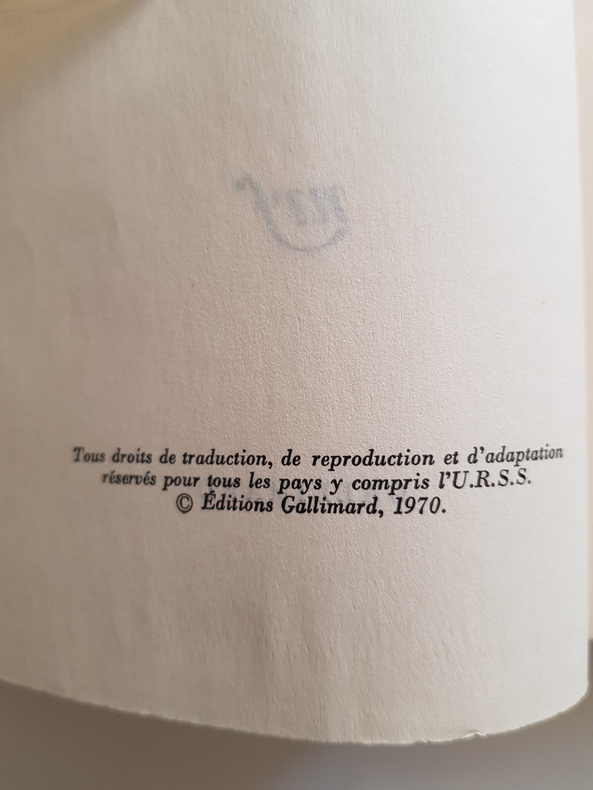 Tous droits de traduction, de reproduction et d'adaptation
réservés pour tous les pays y compris l'U.R.S.S.
© Éditions Gallimard, 1970.